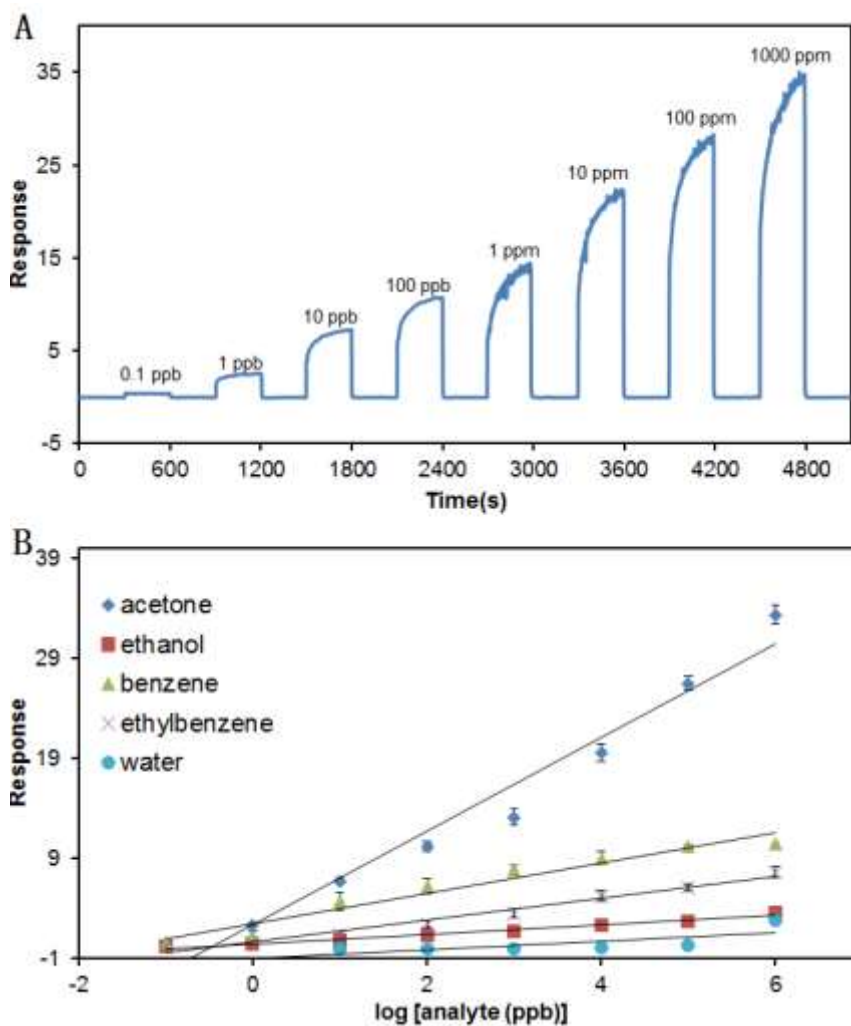 A
35
25
15
5
-5
Response
0.1 ppb
1 ppb
10 ppb
100 ppb
1 ppm
10 ppm
100 ppm
1000 ppm
0 600 1200 1800 2400 3000 3600 4200 4800
Time(s)
B
39
29
19
9
-1
Response
acetone
ethanol
benzene
ethylbenzene
water
-2 0 2 4 6
log [analyte (ppb)]